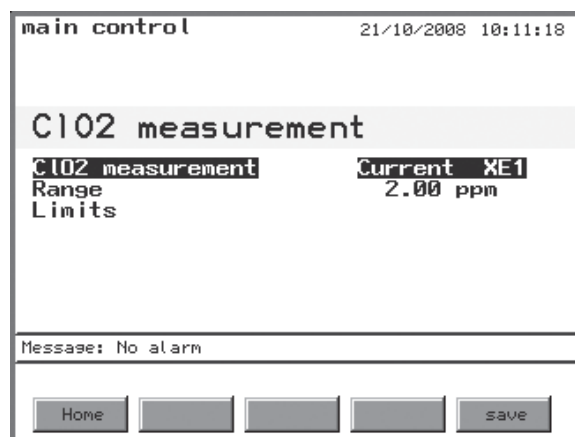 main control 21/10/2008 10:11:18
ClO2 measurement
ClO2 measurement Current XE1
Range 2.00 ppm
Limits
Message: No alarm
Home save